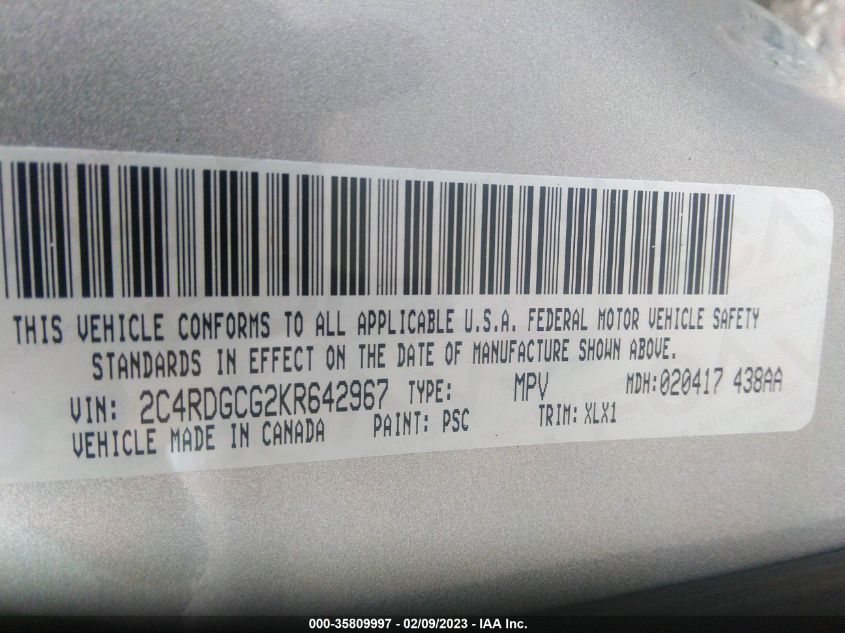 THIS VEHICLE CONFORMS TO ALL APPLICABLE U.S.A. FEDERAL MOTOR VEHICLE SAFETY
STANDARDS IN EFFECT ON THE DATE OF MANUFACTURE SHOWN ABOVE.
VIN: 2C4RDGCG2KR642967 TYPE: MPV MDH:020417 438AA
VEHICLE MADE IN CANADA PAINT: PSC TRIM: XLX1
000-35809997 - 02/09/2023 - IAA Inc.